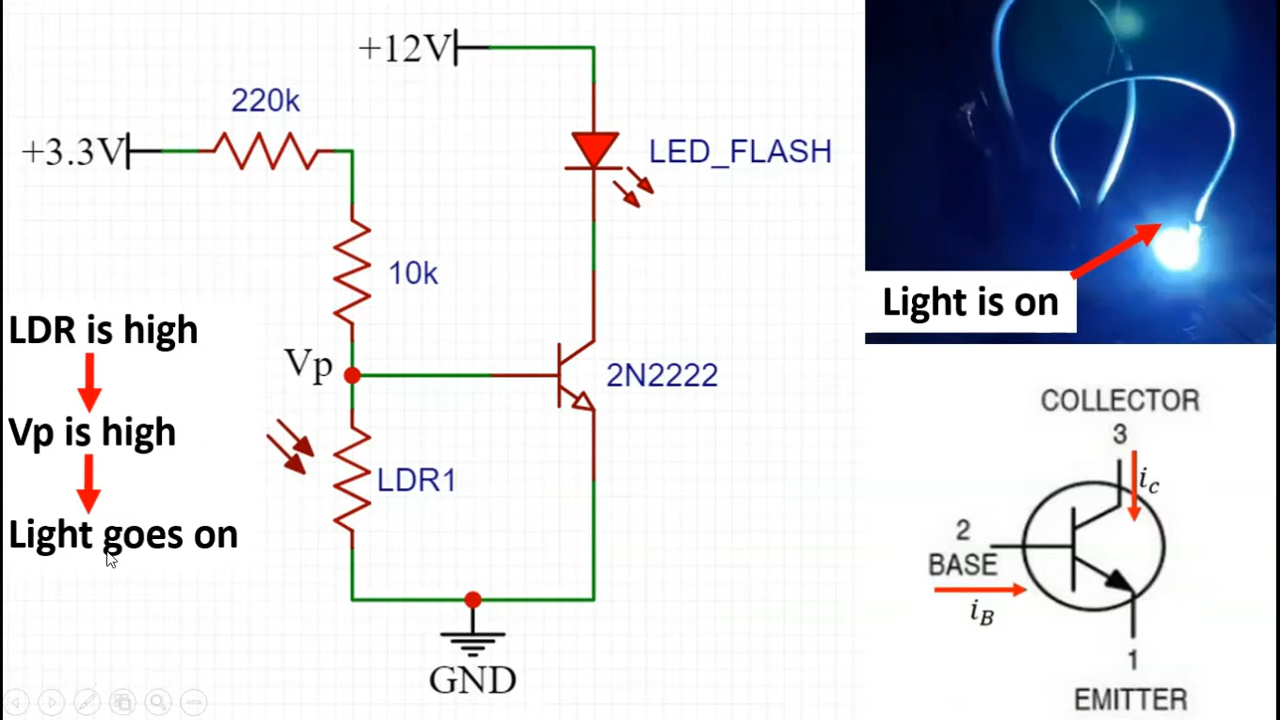 +12V
220k
+3.3V
LED_FLASH
10k
Light is on
LDR is high
Vp
2N2222
Vp is high
LDR1
Light goes on
GND
COLLECTOR
3
ic
2
BASE
iB
1
EMITTER